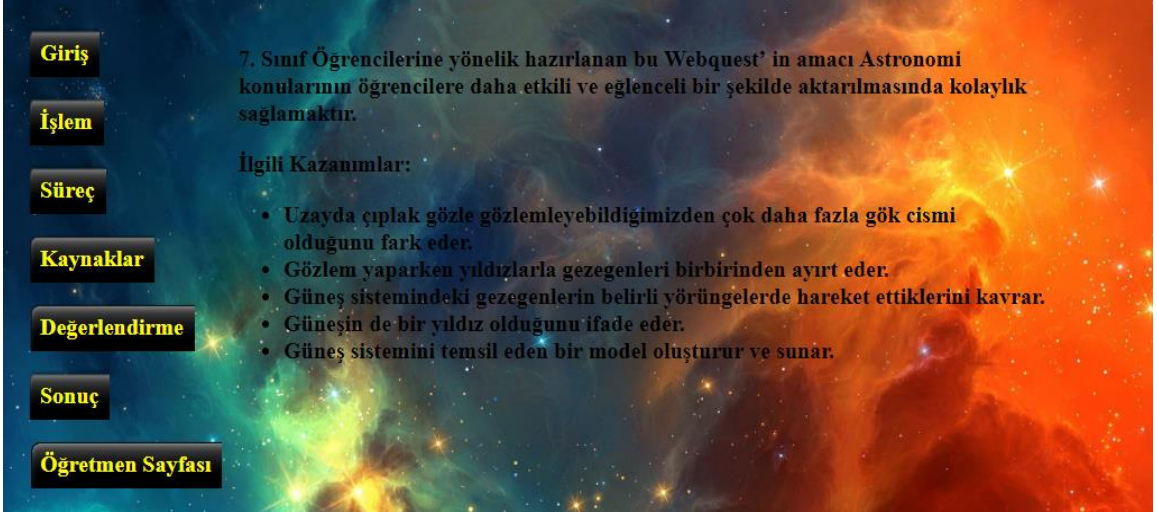 Giriş
İşlem
Süreç
Kaynaklar
Değerlendirme
Sonuç
Öğretmen Sayfası
7. Sınıf Öğrencilerine yönelik hazırlanan bu Webquest’ in amacı Astronomi
konularının öğrencilere daha etkili ve eğlenceli bir şekilde aktarılmasında kolaylık
sağlamaktır.
İlgili Kazanımlar:
• Uzayda çıplak gözle gözlemleyebildiğimizden çok daha fazla gök cismi
olduğunu fark eder.
• Gözlem yaparken yıldızlarla gezegenleri birbirinden ayırt eder.
• Güneş sistemindeki gezegenlerin belirli yörüngelerde hareket ettiklerini kavrar.
• Güneşin de bir yıldız olduğunu ifade eder.
• Güneş sistemini temsil eden bir model oluşturur ve sunar.